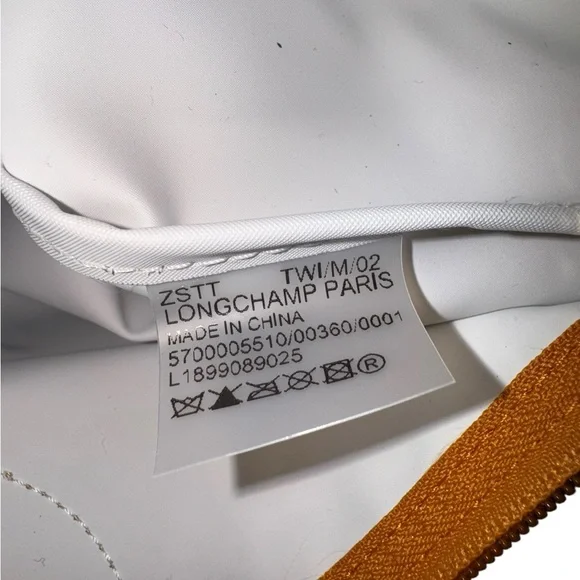 ZSTT TWI/M/02
LONGCHAMP PARIS
MADE IN CHINA
5700005510/00360/0001
L1899089025
®